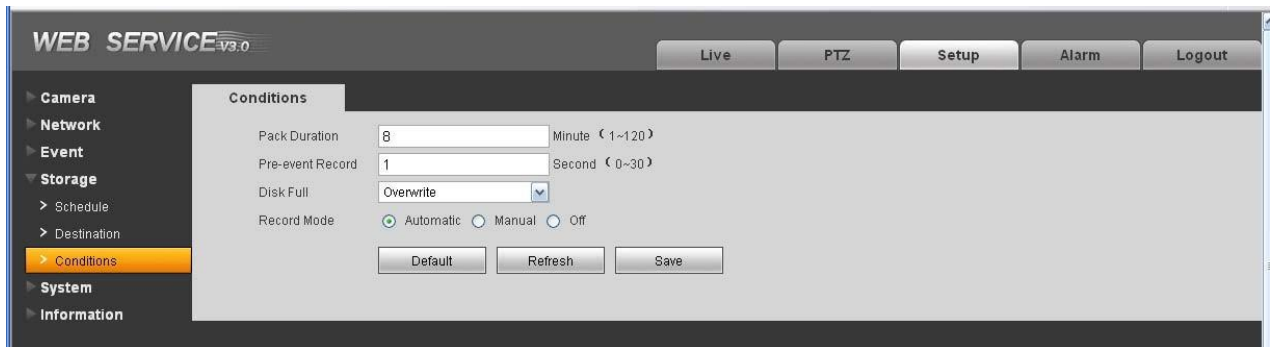 WEB SERVICE V3.0
Live PTZ Setup Alarm Logout
Camera
Network
Event
Storage
> Schedule
> Destination
> Conditions
System
Information
Conditions
Pack Duration 8 Minute (1~120)
Pre-event Record 1 Second (0~30)
Disk Full Overwrite
Record Mode Automatic Manual Off
Default Refresh Save